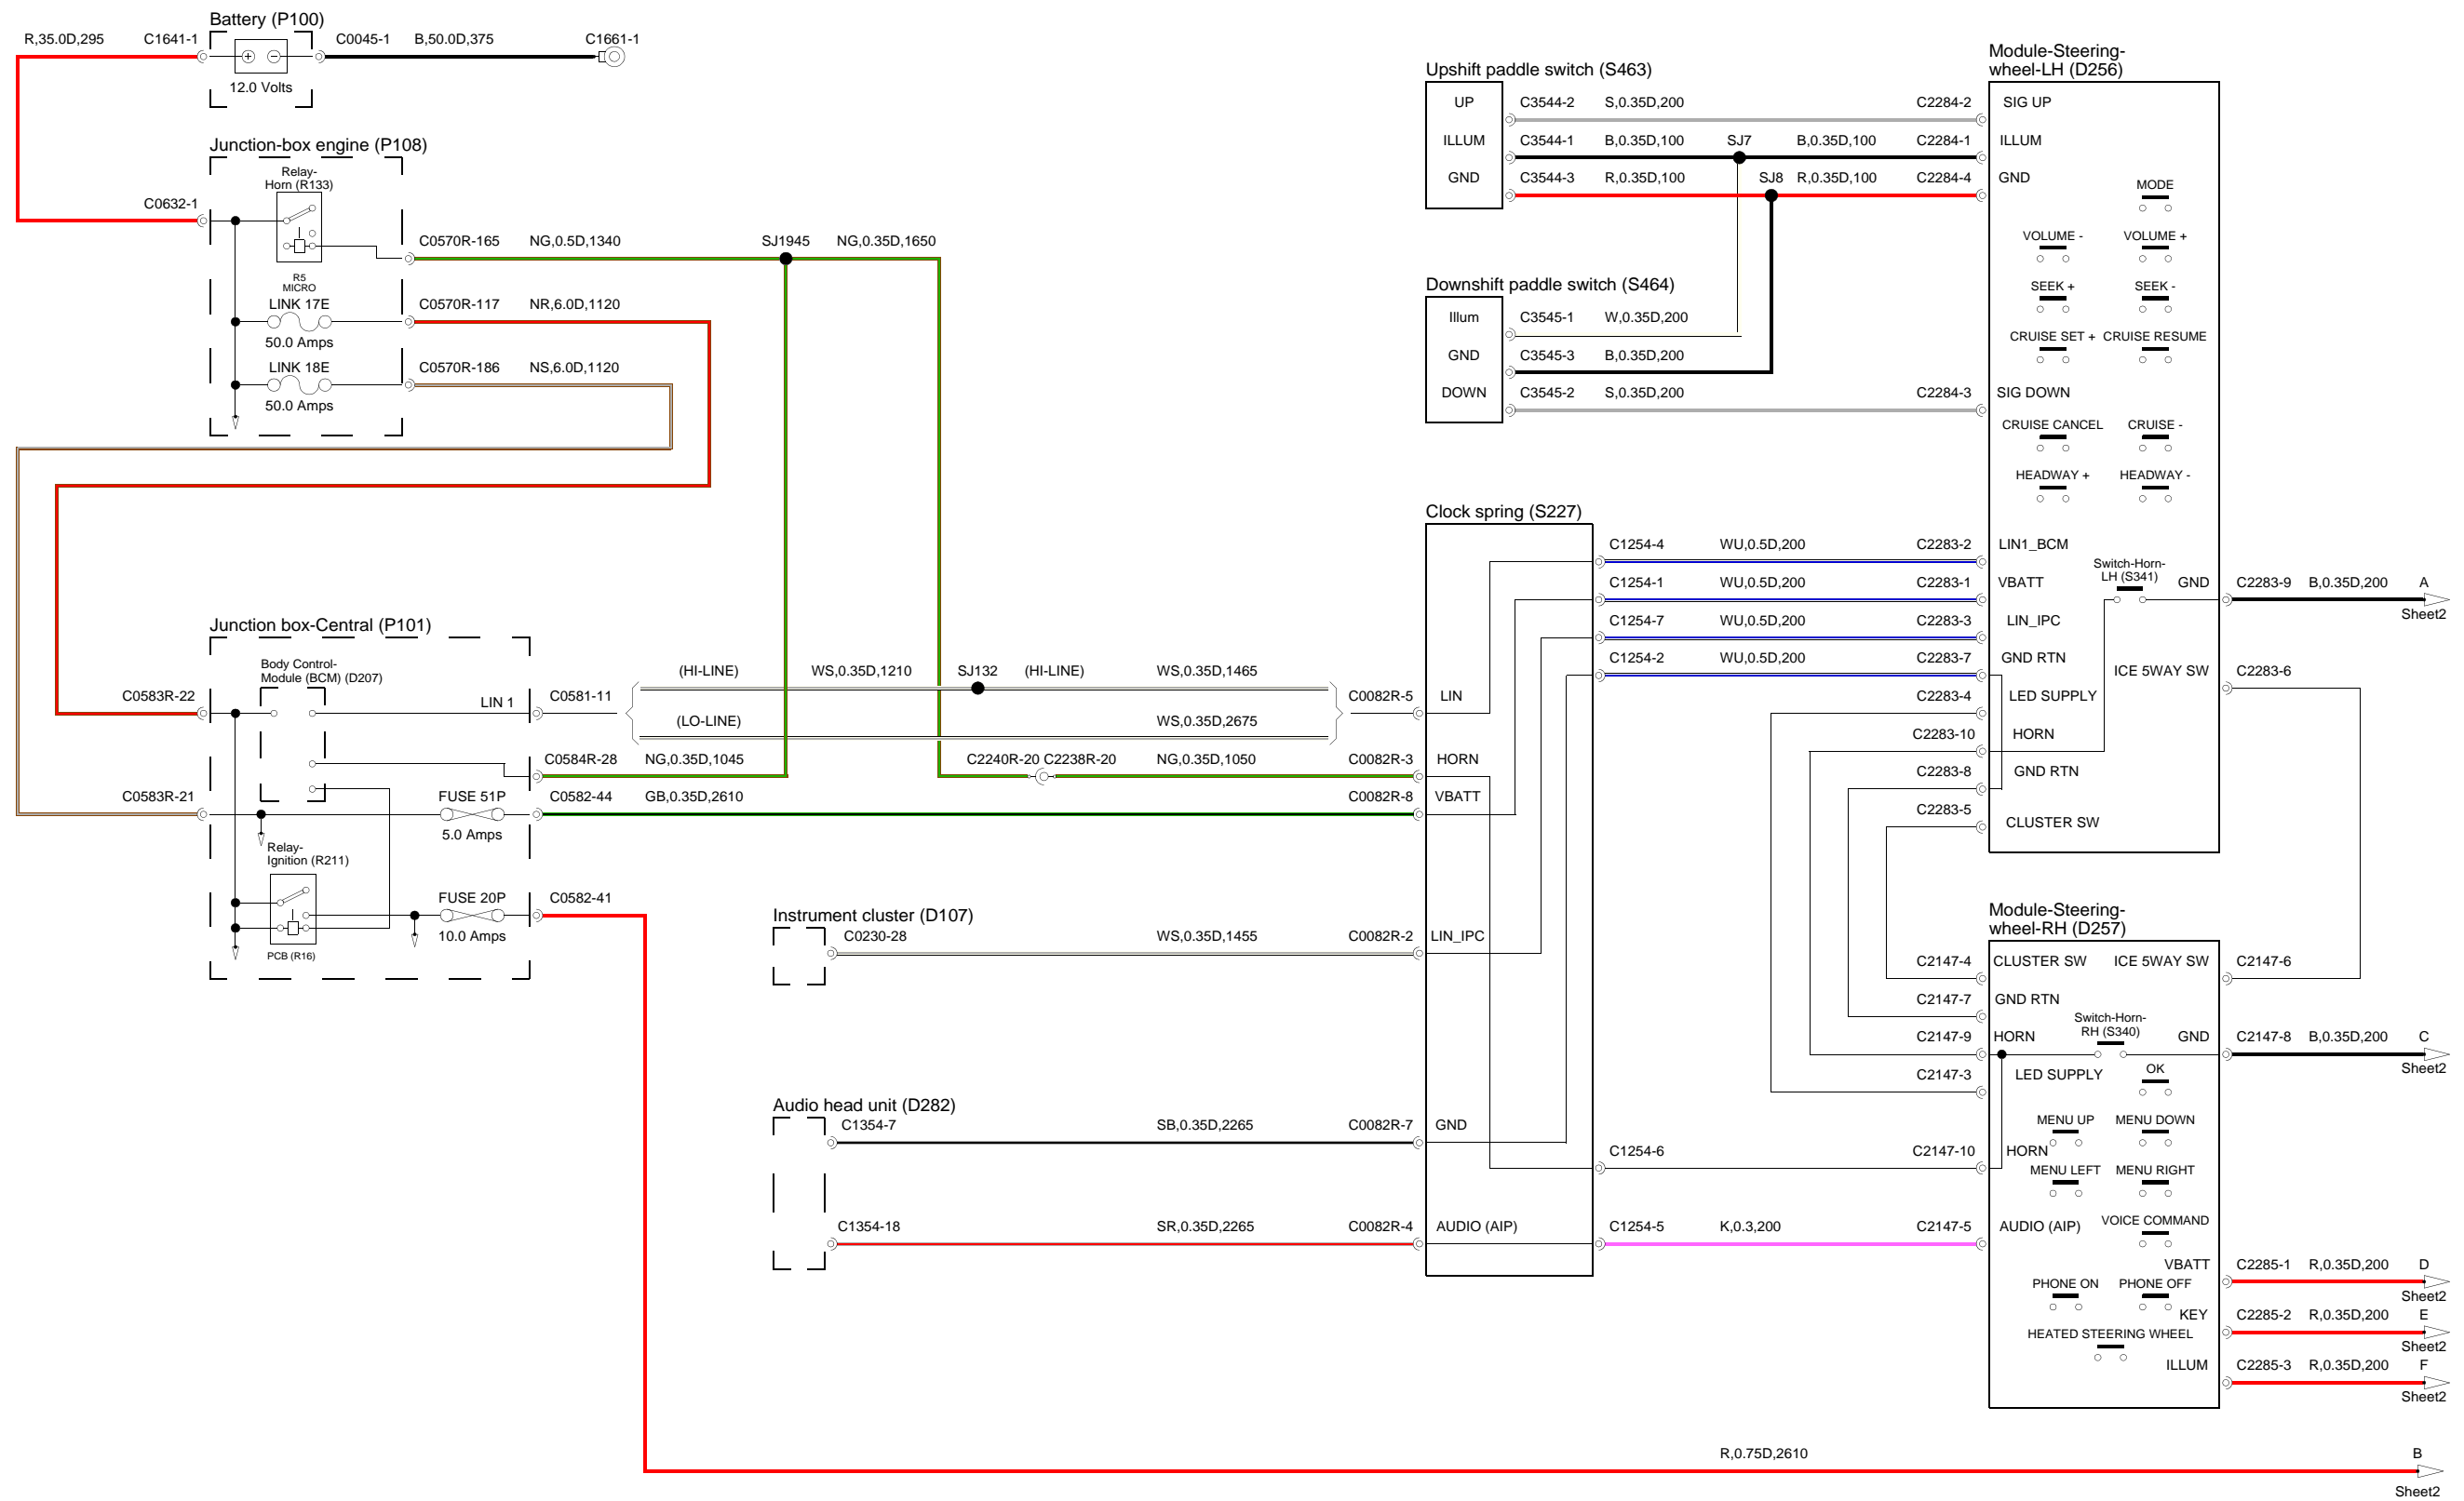 Battery (P100)
R,35.0D,295
C1641-1
C0045-1
B,50.0D,375
C1661-1
12.0 Volts
Junction-box engine (P108)
Relay-
Horn (R133)
C0632-1
R5
MICRO
LINK 17E
50.0 Amps
LINK 18E
50.0 Amps
C0570R-165
NG,0.5D,1340
SJ1945
NG,0.35D,1650
C0570R-117
NR,6.0D,1120
C0570R-186
NS,6.0D,1120
Junction box-Central (P101)
Body Control-
Module (BCM) (D207)
C0583R-22
LIN 1
C0581-11
(HI-LINE)
WS,0.35D,1210
SJ132
(HI-LINE)
WS,0.35D,1465
(LO-LINE)
WS,0.35D,2675
C0584R-28
NG,0.35D,1045
C2240R-20
C2238R-20
NG,0.35D,1050
C0583R-21
FUSE 51P
5.0 Amps
C0582-44
GB,0.35D,2610
Relay-
Ignition (R211)
PCB (R16)
FUSE 20P
10.0 Amps
C0582-41
Instrument cluster (D107)
C0230-28
WS,0.35D,1455
Audio head unit (D282)
C1354-7
SB,0.35D,2265
C1354-18
SR,0.35D,2265
Upshift paddle switch (S463)
UP
C3544-2
S,0.35D,200
C2284-2
ILLUM
C3544-1
B,0.35D,100
SJ7
B,0.35D,100
C2284-1
GND
C3544-3
R,0.35D,100
SJ8
R,0.35D,100
C2284-4
Downshift paddle switch (S464)
Illum
C3545-1
W,0.35D,200
GND
C3545-3
B,0.35D,200
DOWN
C3545-2
S,0.35D,200
C2284-3
Clock spring (S227)
C0082R-5
LIN
C0082R-3
HORN
C0082R-8
VBATT
C0082R-2
LIN_IPC
C0082R-7
GND
C0082R-4
AUDIO (AIP)
C1254-4
WU,0.5D,200
C2283-2
C1254-1
WU,0.5D,200
C2283-1
C1254-7
WU,0.5D,200
C2283-3
C1254-2
WU,0.5D,200
C2283-7
C2283-4
C2283-10
C2283-8
C2283-5
C1254-6
C2147-10
C1254-5
K,0.3,200
C2147-5
Module-Steering-
wheel-LH (D256)
SIG UP
ILLUM
GND
MODE
VOLUME -
VOLUME +
SEEK +
SEEK -
CRUISE SET +
CRUISE RESUME
SIG DOWN
CRUISE CANCEL
CRUISE -
HEADWAY +
HEADWAY -
LIN1_BCM
VBATT
Switch-Horn-
LH (S341)
GND
C2283-9
B,0.35D,200
A
Sheet2
LIN_IPC
GND RTN
ICE 5WAY SW
C2283-6
LED SUPPLY
HORN
GND RTN
CLUSTER SW
Module-Steering-
wheel-RH (D257)
C2147-4
CLUSTER SW
ICE 5WAY SW
C2147-6
C2147-7
GND RTN
Switch-Horn-
RH (S340)
C2147-9
HORN
GND
C2147-8
B,0.35D,200
C
Sheet2
C2147-3
LED SUPPLY
OK
MENU UP
MENU DOWN
HORN
MENU LEFT
MENU RIGHT
AUDIO (AIP)
VOICE COMMAND
VBATT
C2285-1
R,0.35D,200
D
Sheet2
PHONE ON
PHONE OFF
KEY
C2285-2
R,0.35D,200
E
Sheet2
HEATED STEERING WHEEL
ILLUM
C2285-3
R,0.35D,200
F
Sheet2
R,0.75D,2610
B
Sheet2